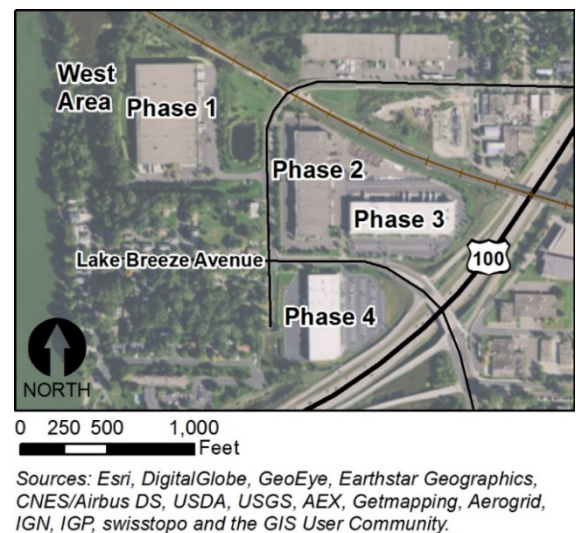 West
Area
Phase 1
Phase 2
Phase 3
Lake Breeze Avenue
100
Phase 4
NORTH
0 250 500 1,000
Feet
Sources: Esri, DigitalGlobe, GeoEye, Earthstar Geographics,
CNES/Airbus DS, USDA, USGS, AEX, Getmapping, Aerogrid,
IGN, IGP, swisstopo and the GIS User Community.